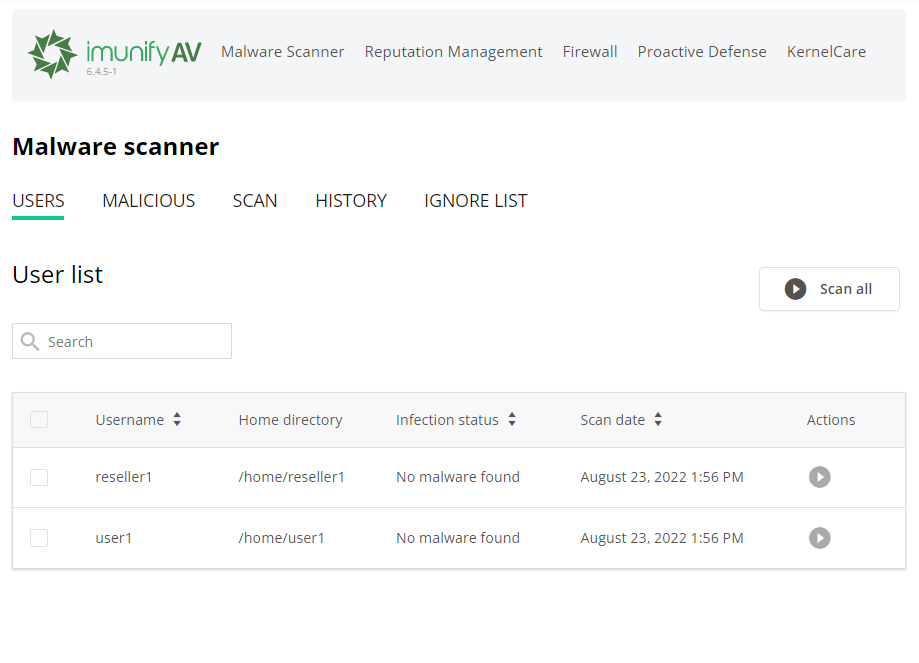 imunify AV Malware Scanner Reputation Management Firewall Proactive Defense KernelCare
6.4.5-1
Malware scanner
USERS MALICIOUS SCAN HISTORY IGNORE LIST
User list
Scan all
Search
Username Home directory Infection status Scan date Actions
reseller1 /home/reseller1 No malware found August 23, 2022 1:56 PM
user1 /home/user1 No malware found August 23, 2022 1:56 PM